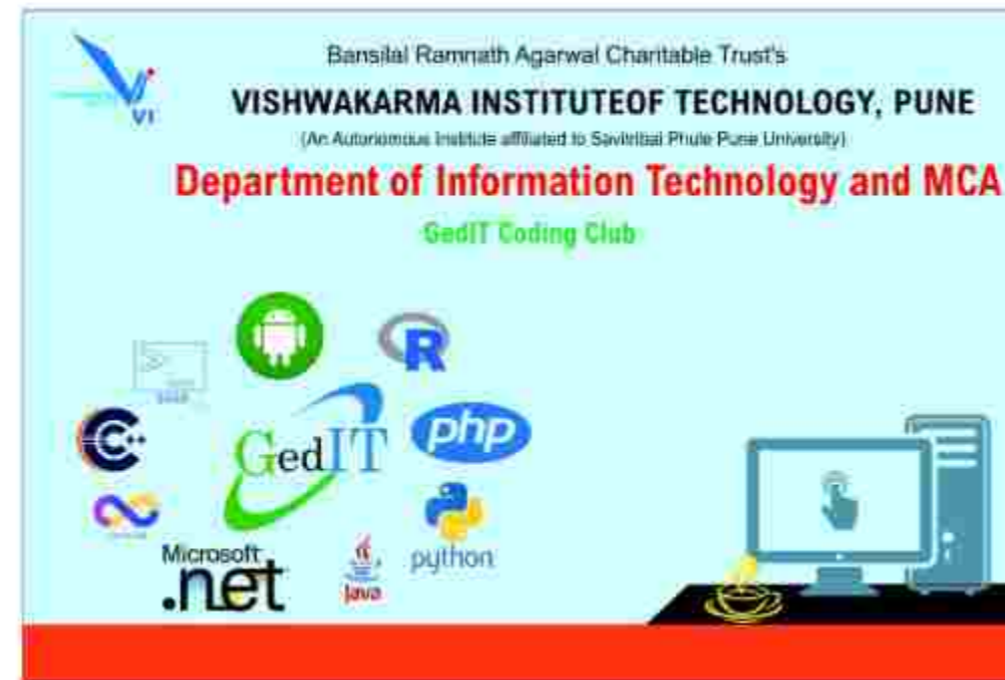 Bansilal Ramnath Agarwal Charitable Trust's
VISHWAKARMA INSTITUTEOF TECHNOLOGY, PUNE
(An Autonomous Institute affiliated to Savitribai Phule Pune University)
Department of Information Technology and MCA
GedIT Coding Club
VI
R
C++
GedIT
php
Microsoft
.net
Java
python